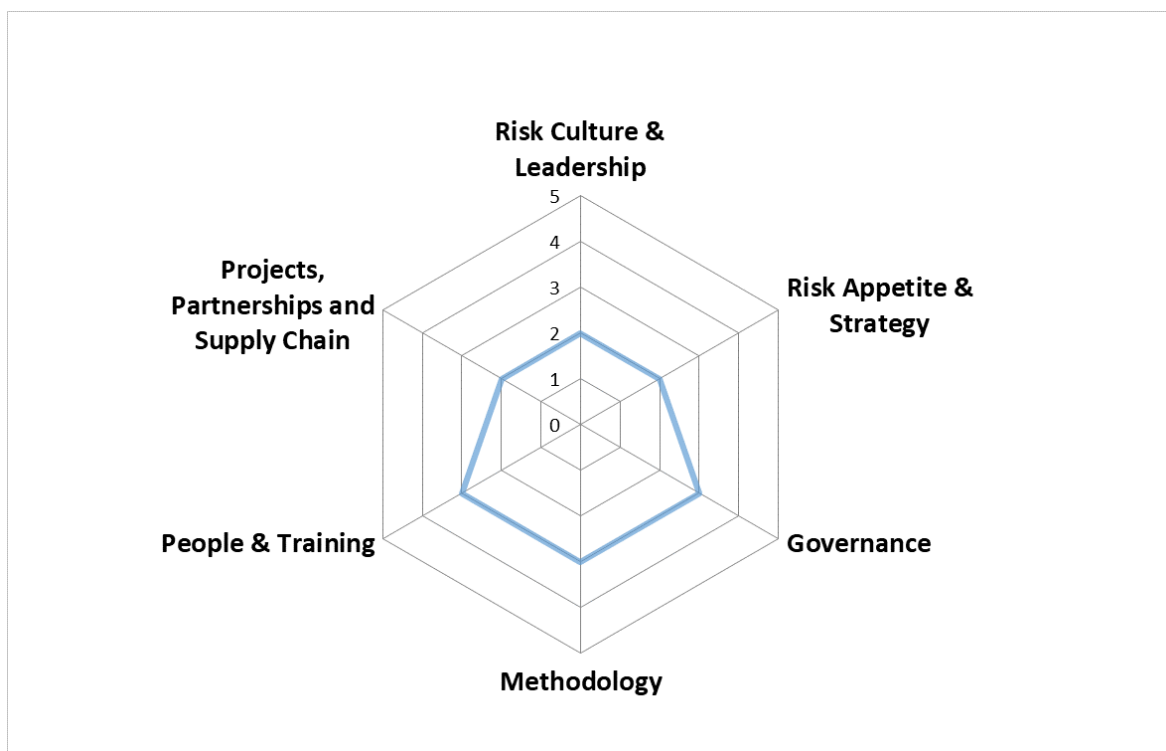 Risk Culture &
Leadership
5
4
3
2
1
0
Projects,
Partnerships and
Supply Chain
Risk Appetite &
Strategy
People & Training
Governance
Methodology